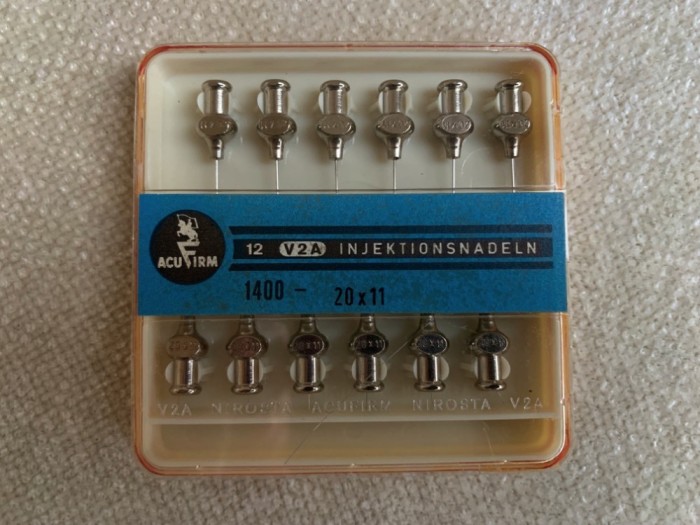 ACUFIRM
12 V2A INJEKTIONSNADELN
1400 - 20x11
V2A NIROSTA ACUFIRM NIROSTA V2A